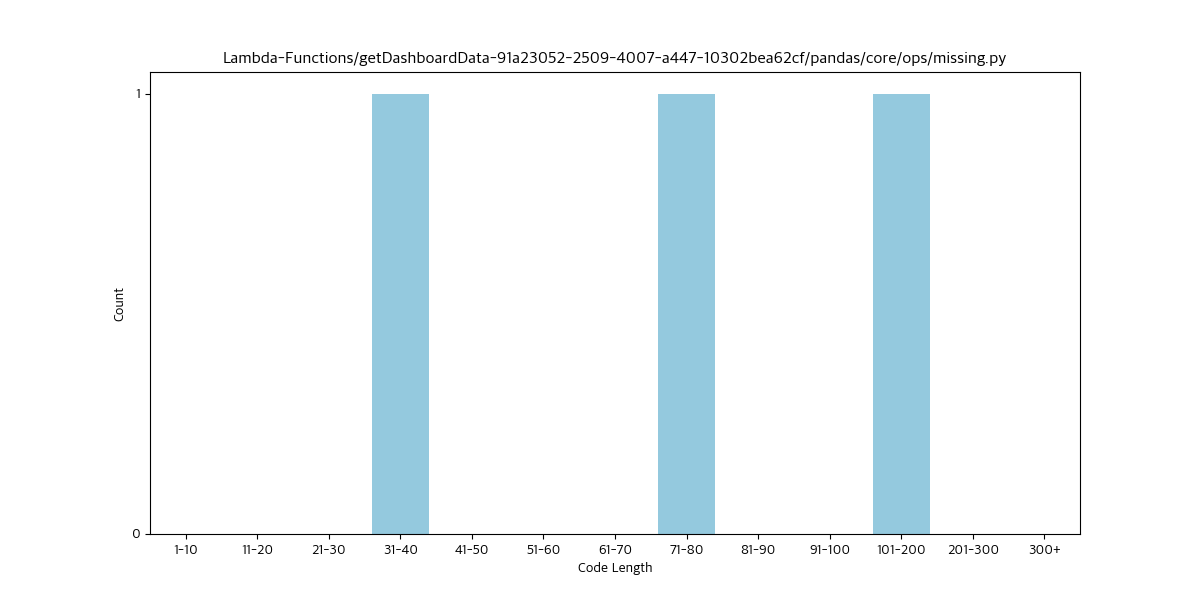 Lambda-Functions/getDashboardData-91a23052-2509-4007-a447-10302bea62cf/pandas/core/ops/missing.py
1
Count
0
1-10 11-20 21-30 31-40 41-50 51-60 61-70 71-80 81-90 91-100 101-200 201-300 300+
Code Length